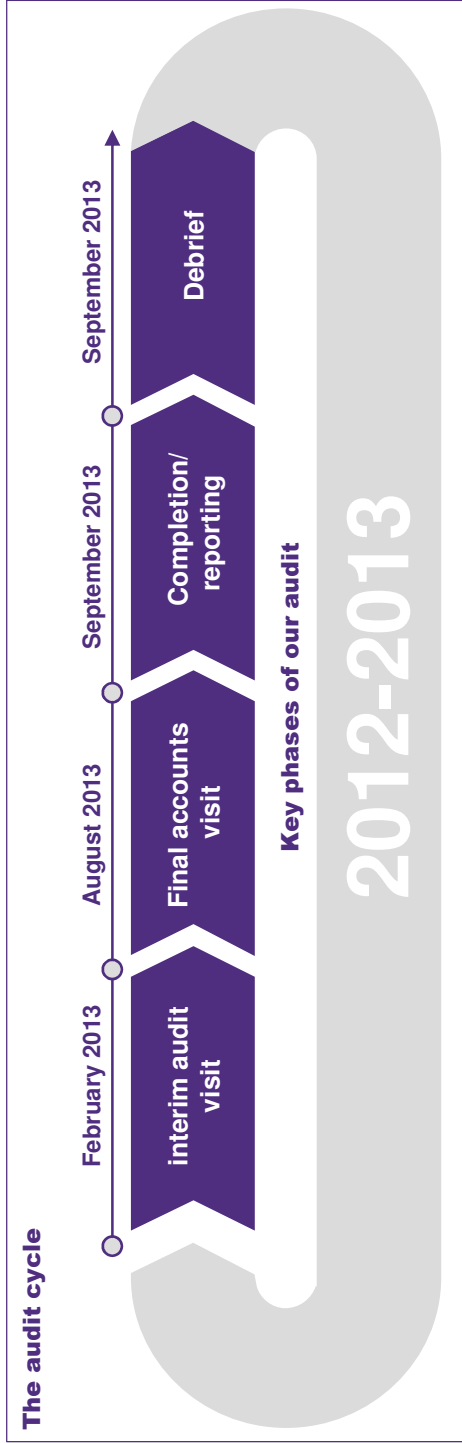 The audit cycle
February 2013
August 2013
September 2013
September 2013
interim audit
visit
Final accounts
visit
Completion/
reporting
Debrief
Key phases of our audit
2012-2013